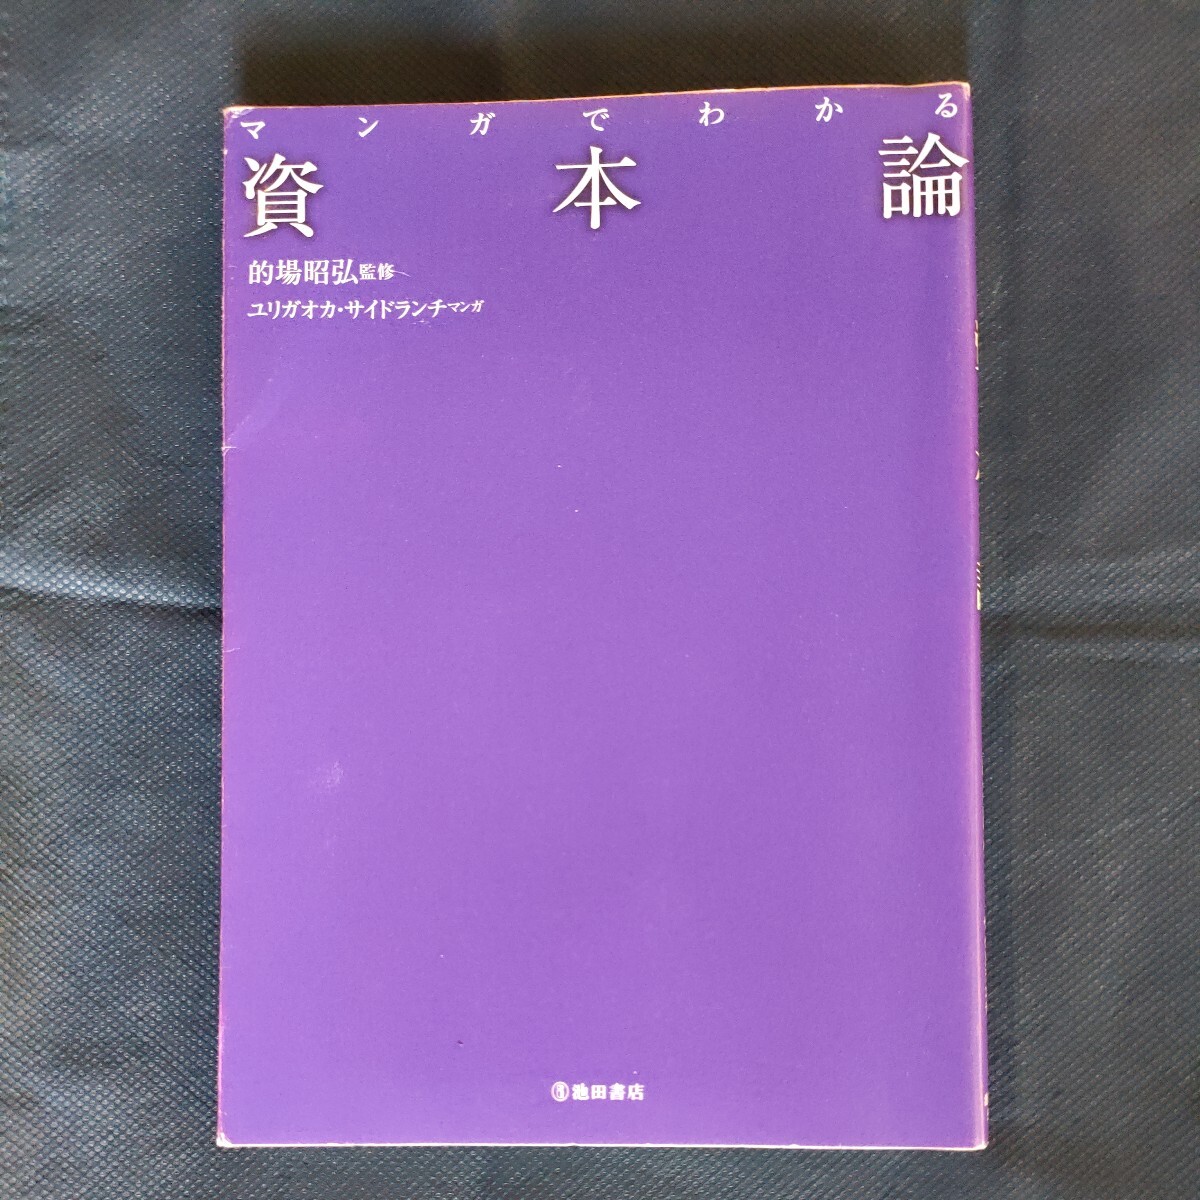 マンガでわかる
資本論
的場昭弘監修
ユリガオカ・サイドランチマンガ
池田書店